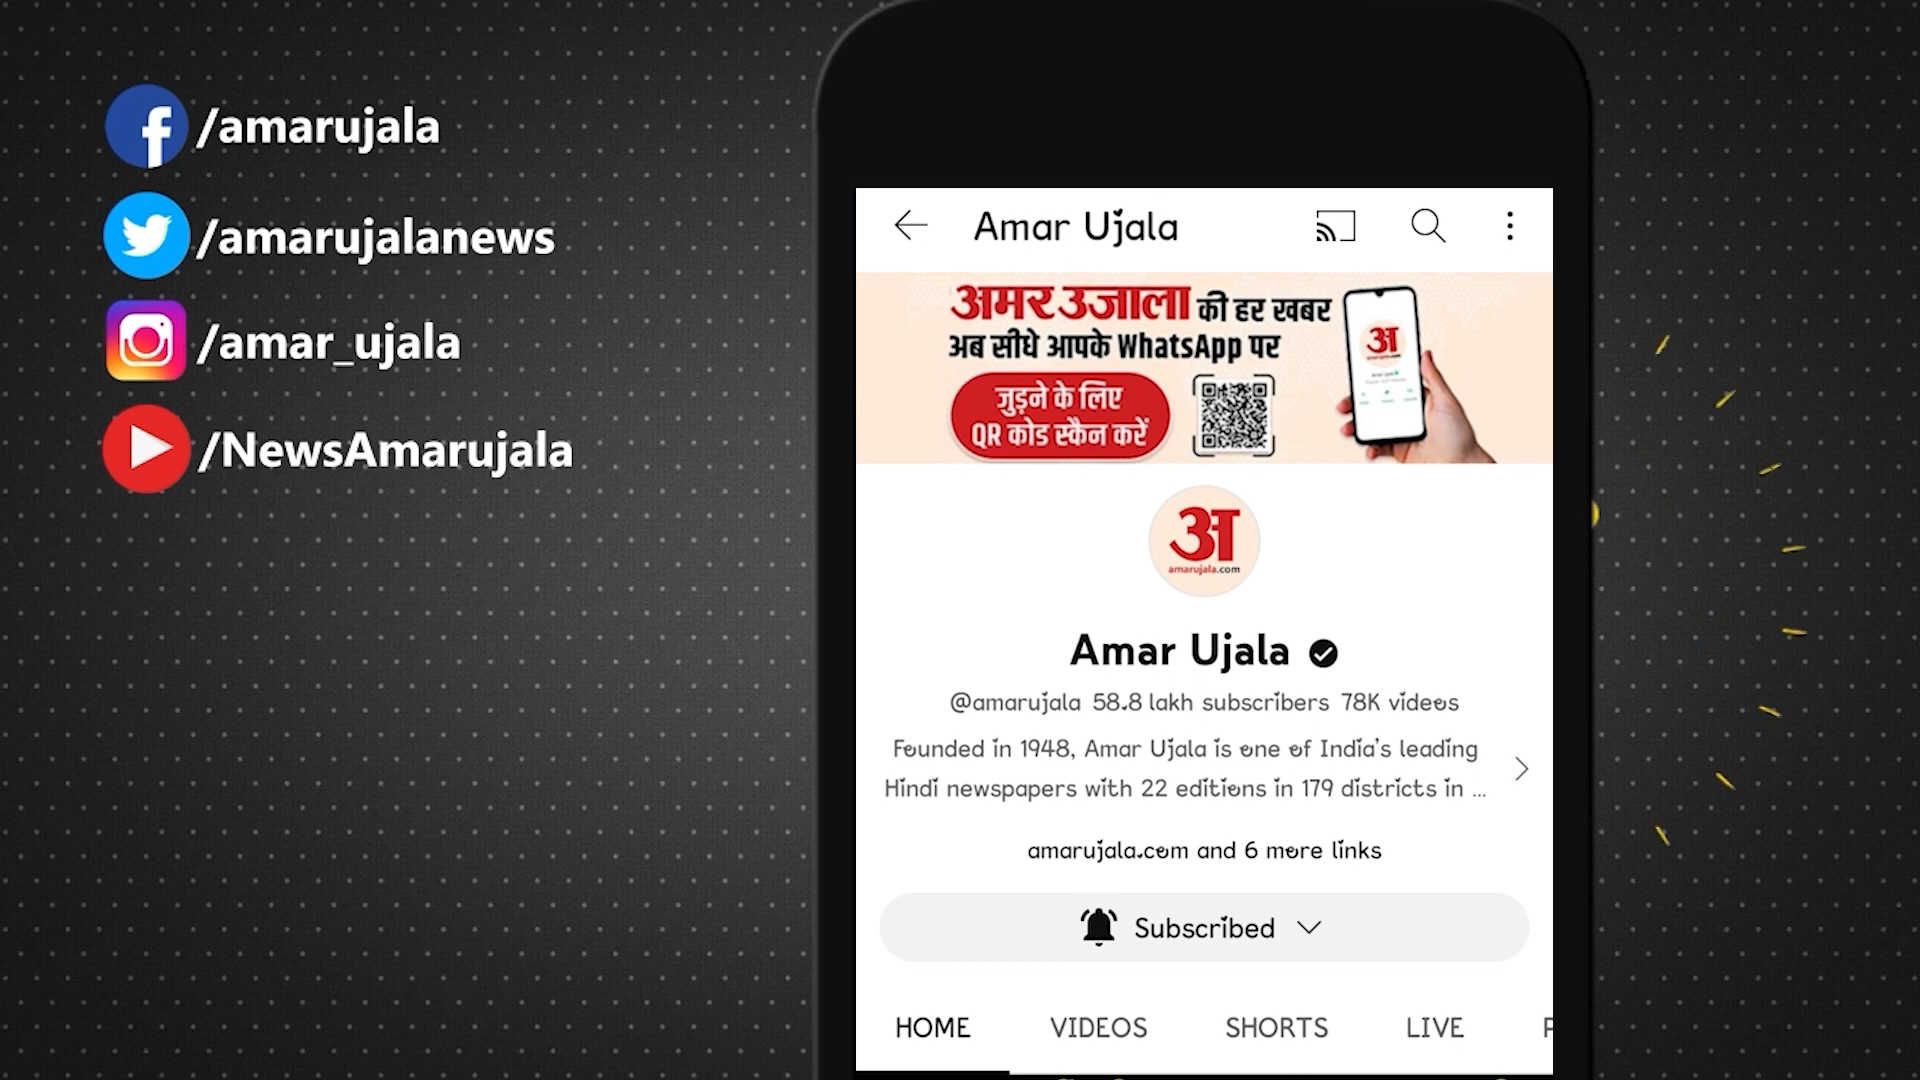 /amarujala
/amarujalanews
/amar_ujala
/NewsAmarujala
Amar Ujala
अमर उजाला की हर खबर
अब सीधे आपके WhatsApp पर
जुड़ने के लिए
QR कोड स्कैन करें
अ
अ
amarujala.com
Amar Ujala
@amarujala 58.8 lakh subscribers 78K videos
Founded in 1948, Amar Ujala is one of India's leading
Hindi newspapers with 22 editions in 179 districts in ...
amarujala.com and 6 more links
Subscribed
HOME VIDEOS SHORTS LIVE